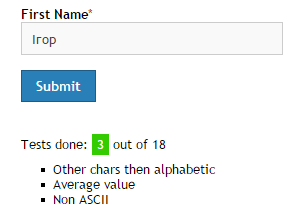 First Name*
Irop
Submit
Tests done: 3 out of 18
Other chars then alphabetic
Average value
Non ASCII